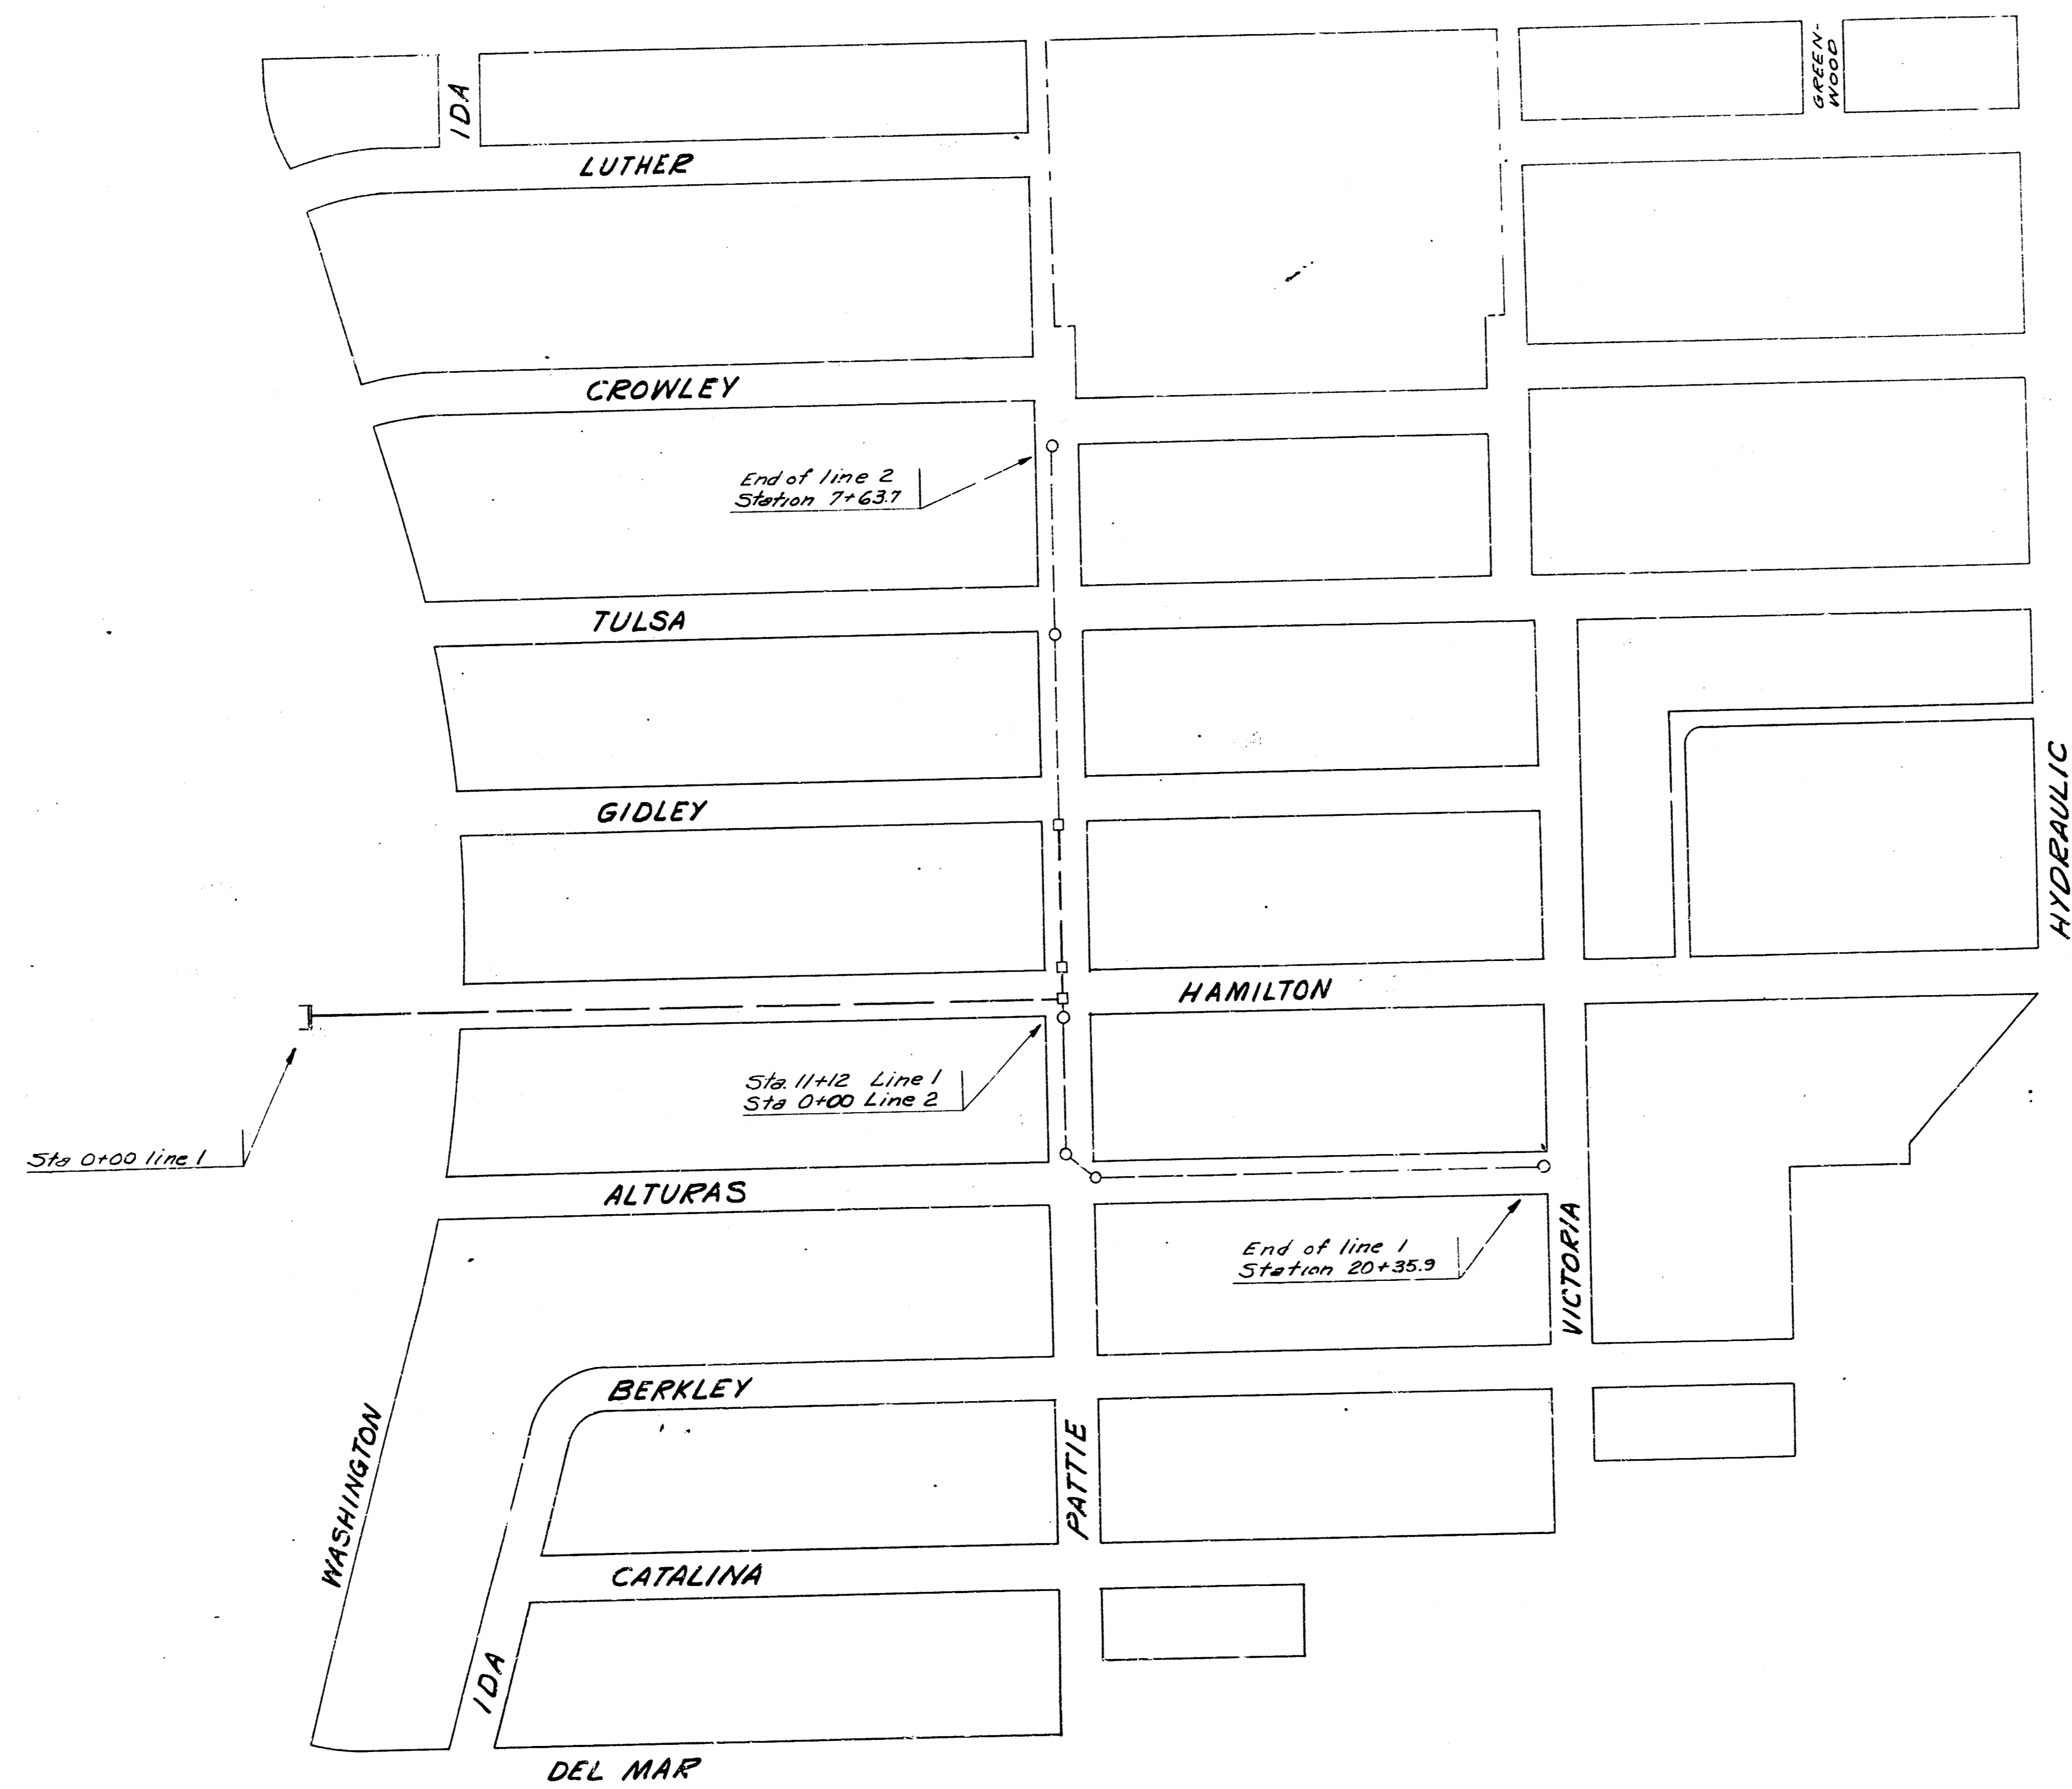 GREEN-
WOOD
IDA
LUTHER
CROWLEY
End of line 2
Station 7+63.7
TULSA
GIDLEY
HYDRAULIC
HAMILTON
Sta. 11+12 Line 1
Sta 0+00 Line 2
Sta 0+00 line 1
ALTURAS
End of line 1
Station 20+35.9
VICTORIA
BERKLEY
WASHINGTON
PATTIE
CATALINA
IDA
DEL MAR